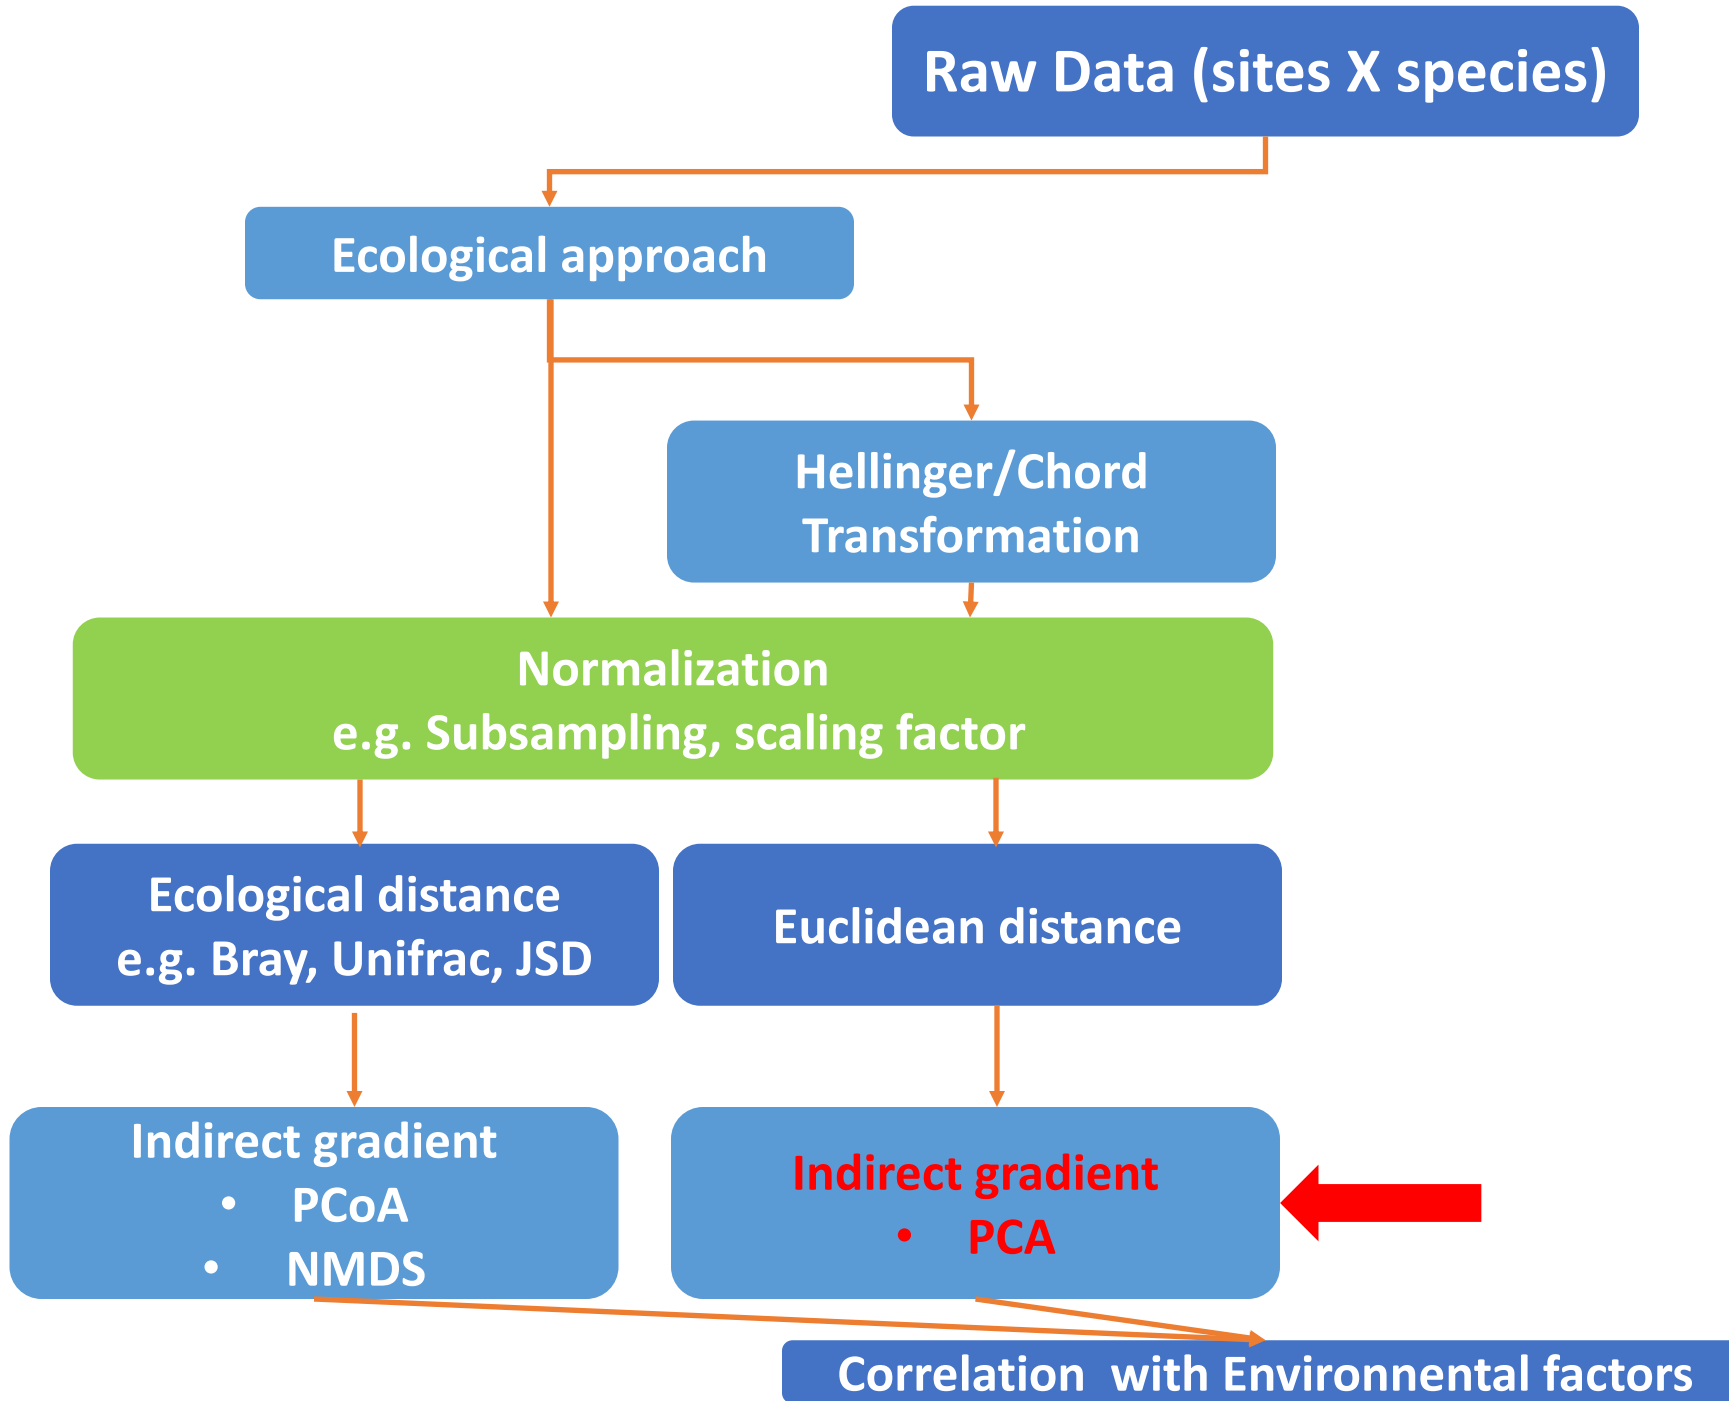 Raw Data (sites X species)
Ecological approach
Hellinger/Chord
Transformation
Normalization
e.g. Subsampling, scaling factor
Ecological distance
e.g. Bray, Unifrac, JSD
Euclidean distance
Indirect gradient
• PCoA
• NMDS
Indirect gradient
• PCA
Correlation with Environnental factors